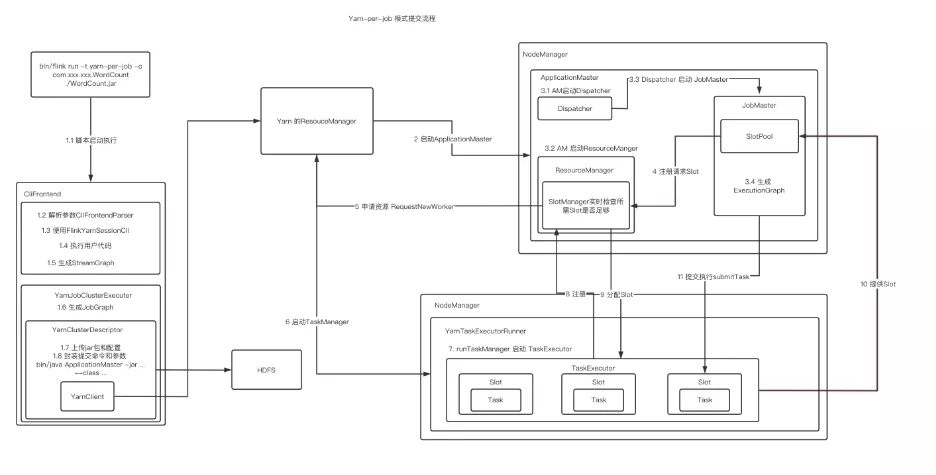 Yarn-per-job 模式提交流程
bin/flink run -t yarn-per-job -c
com.xxx.xxx.WordCount
./WordCount.jar
1.1 脚本启动执行
CliFrontend
1.2 解析参数CliFrontendParser
1.3 使用FlinkYarnSessionCli
1.4 执行用户代码
1.5 生成StreamGraph
YarnJobClusterExecutor
1.6 生成JobGraph
YarnClusterDescriptor
1.7 上传jar包和配置
1.8 封装提交命令和参数
bin/java ApplicationMaster -jar ...
--class ...
YarnClient
HDFS
Yarn 的ResouceManager
2 启动ApplicationMaster
5 申请资源 RequestNewWorker
6 启动TaskManager
NodeManager
ApplicationMaster
3.1 AM启动Dispatcher
Dispatcher
3.3 Dispatcher 启动 JobMaster
JobMaster
SlotPool
3.4 生成
ExecutionGraph
3.2 AM 启动ResourceManger
ResourceManager
SlotManager实时检查所
需Slot是否足够
4 注册请求Slot
8 注册
9 分配Slot
11 提交执行submitTask
10 提供Slot
NodeManager
YarnTaskExecutorRunner
7. runTaskManager 启动 TaskExecutor
TaskExecutor
Slot
Task
Slot
Task
Slot
Task